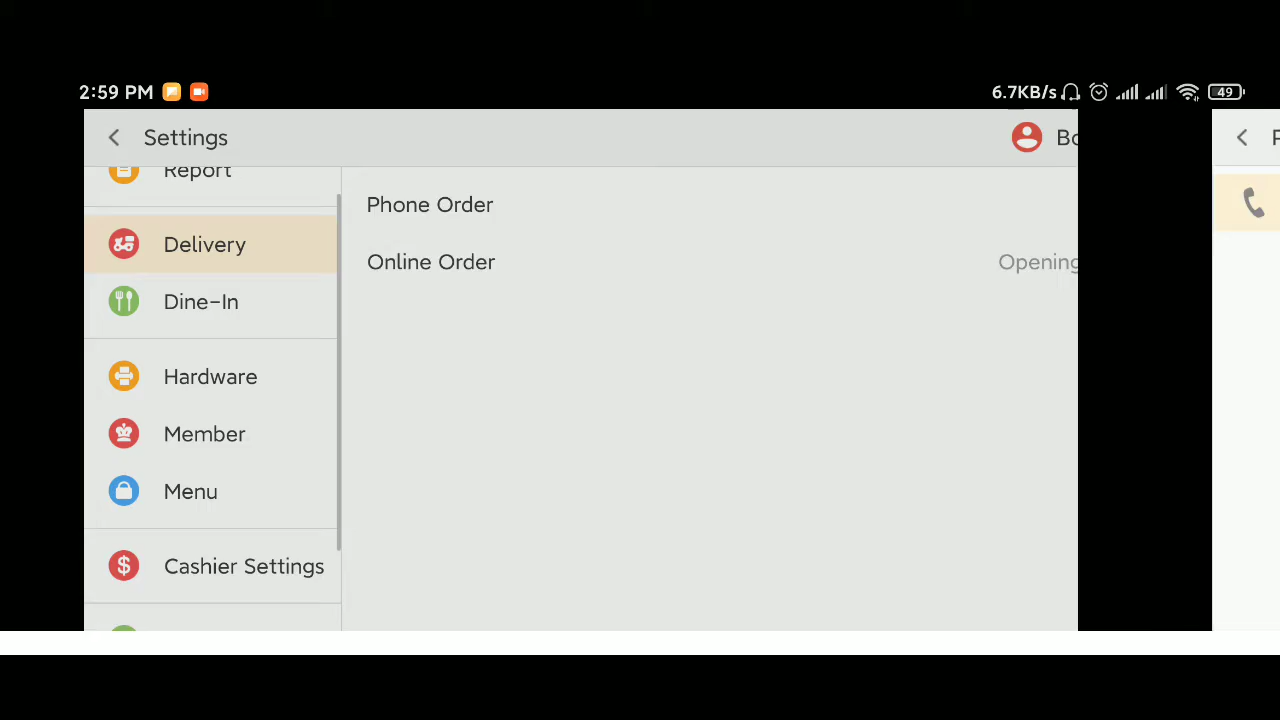 2:59 PM 6.7KB/s 49
Settings
Report
Delivery
Dine-In
Hardware
Member
Menu
Cashier Settings
Phone Order
Online Order Opening